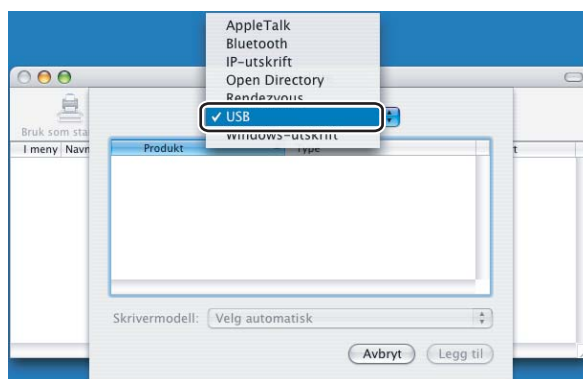 AppleTalk
Bluetooth
IP-utskrift
Open Directory
Rendezvous
✓ USB
Windows-utskrift
Bruk som sta
I meny Navn
Produkt Type
t
Skrivermodell: Velg automatisk
Avbryt Legg til